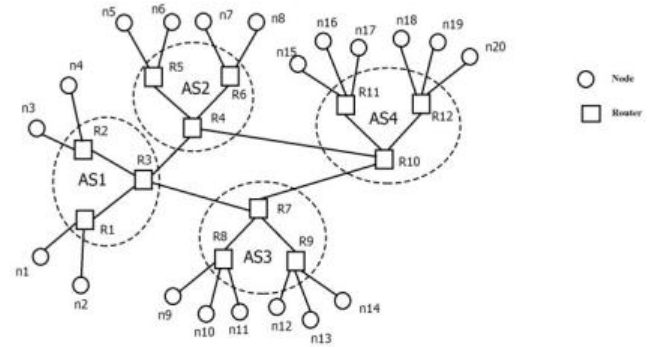 n5
n6
n7
n8
n16
n17
n18
n19
n15
n20
n4
R5
AS2
R6
R11
R12
n3
R2
R4
AS4
R3
R10
AS1
R1
R7
R8
AS3
R9
n1
n2
n9
n10
n11
n12
n13
n14
Node
Router